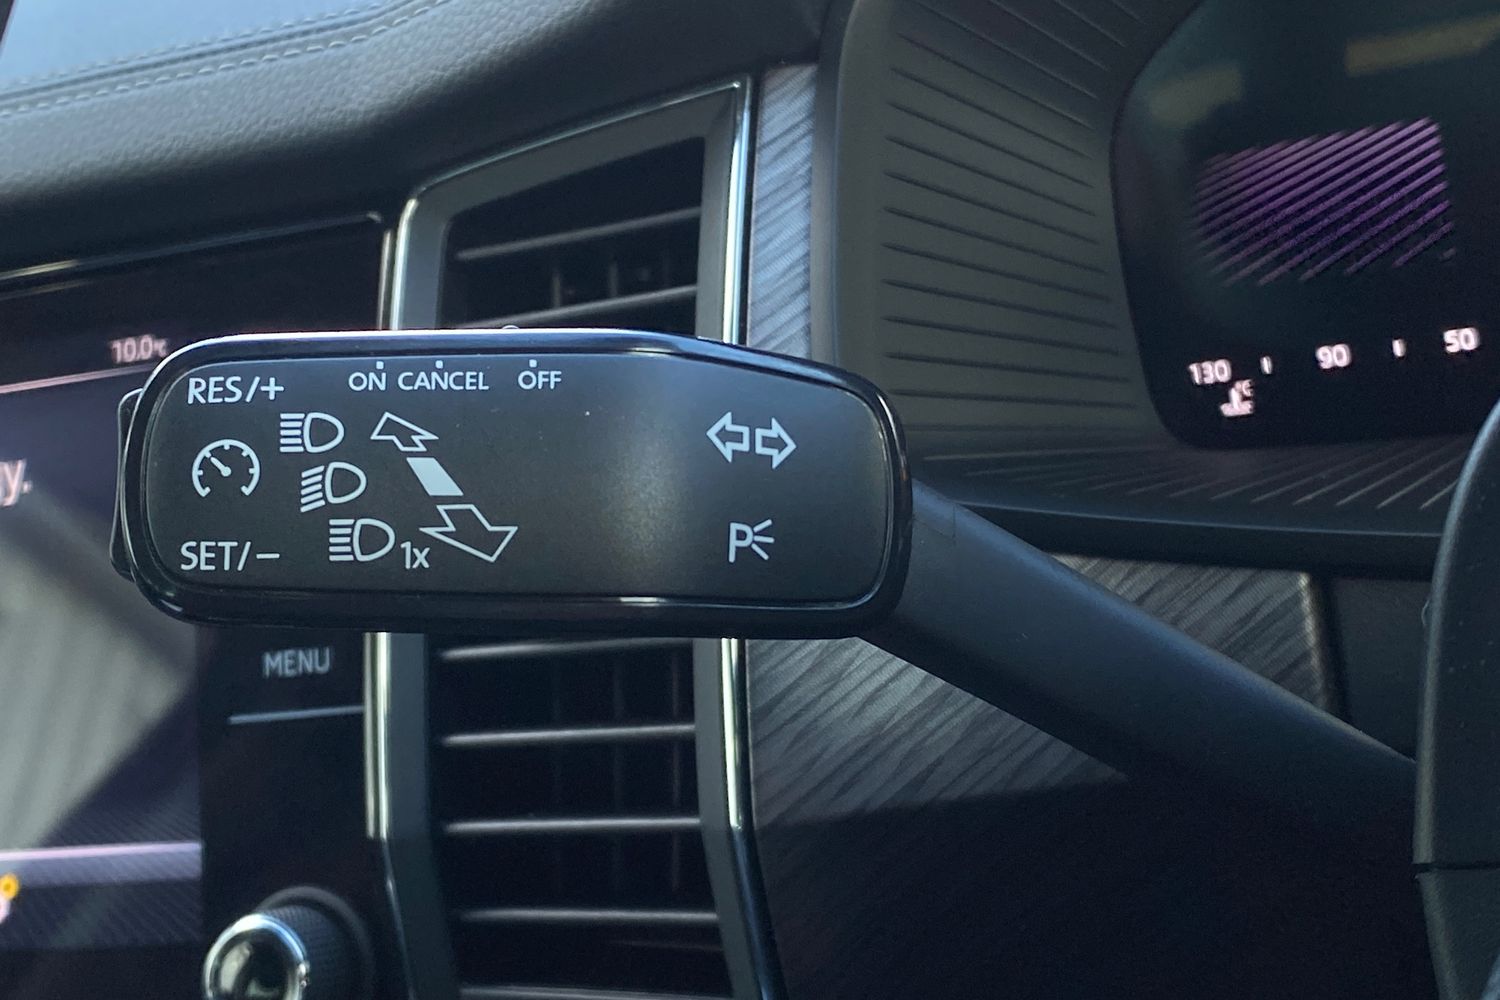 10.0°C
RES/+
ON CANCEL OFF
SET/−
1x
P
y.
MENU
130 90 50
°C